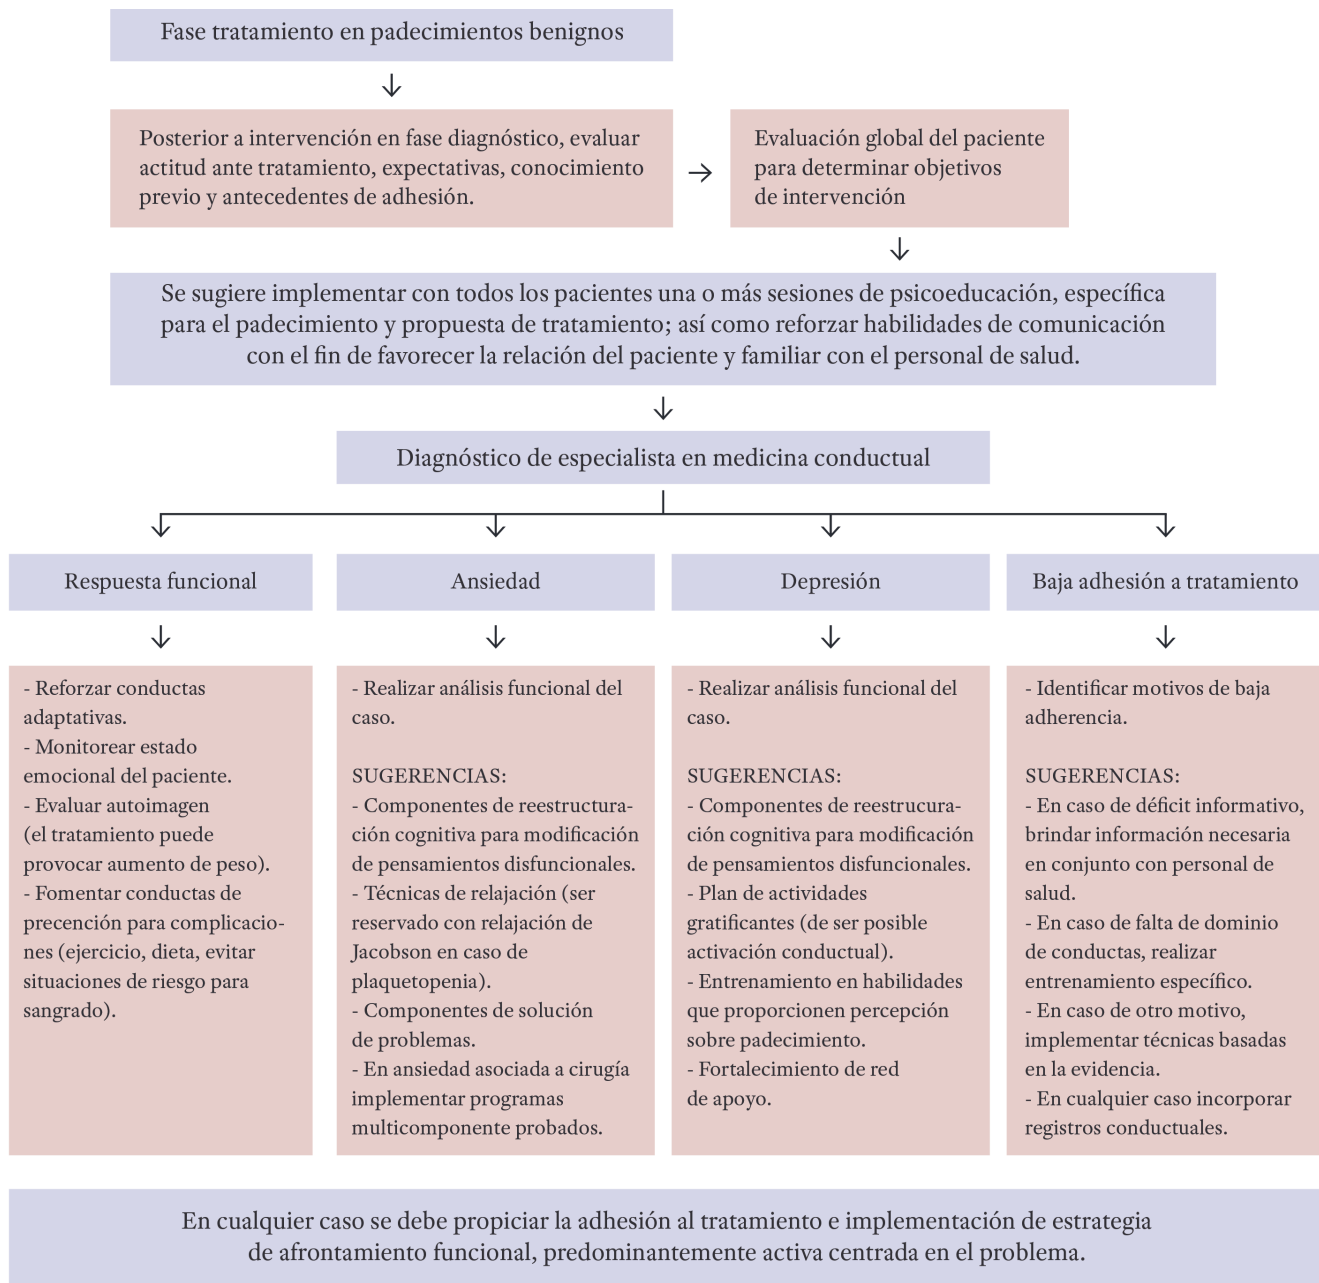 Fase tratamiento en padecimientos benignos
Posterior a intervención en fase diagnóstico, evaluar
actitud ante tratamiento, expectativas, conocimiento
previo y antecedentes de adhesión.
Evaluación global del paciente
para determinar objetivos
de intervención
Se sugiere implementar con todos los pacientes una o más sesiones de psicoeducación, específica
para el padecimiento y propuesta de tratamiento; así como reforzar habilidades de comunicación
con el fin de favorecer la relación del paciente y familiar con el personal de salud.
Diagnóstico de especialista en medicina conductual
Respuesta funcional
- Reforzar conductas
adaptativas.
- Monitorear estado
emocional del paciente.
- Evaluar autoimagen
(el tratamiento puede
provocar aumento de peso).
- Fomentar conductas de
precención para complicacio-
nes (ejercicio, dieta, evitar
situaciones de riesgo para
sangrado).
Ansiedad
- Realizar análisis funcional del
caso.
SUGERENCIAS:
- Componentes de reestructu-
ración cognitiva para modificación
de pensamientos disfuncionales.
- Técnicas de relajación (ser
reservado con relajación de
Jacobson en caso de
plaquetopenia).
- Componentes de solución
de problemas.
- En ansiedad asociada a cirugía
implementar programas
multicomponente probados.
Depresión
- Realizar análisis funcional del
caso.
SUGERENCIAS:
- Componentes de reestrucura-
ción cognitiva para modificación
de pensamientos disfuncionales.
- Plan de actividades
gratificantes (de ser posible
activación conductual).
- Entrenamiento en habilidades
que proporcionen percepción
sobre padecimiento.
- Fortalecimiento de red
de apoyo.
Baja adhesión a tratamiento
- Identificar motivos de baja
adherencia.
SUGERENCIAS:
- En caso de déficit informativo,
brindar información necesaria
en conjunto con personal de
salud.
- En caso de falta de dominio
de conductas, realizar
entrenamiento específico.
- En caso de otro motivo,
implementar técnicas basadas
en la evidencia.
- En cualquier caso incorporar
registros conductuales.
En cualquier caso se debe propiciar la adhesión al tratamiento e implementación de estrategia
de afrontamiento funcional, predominantemente activa centrada en el problema.